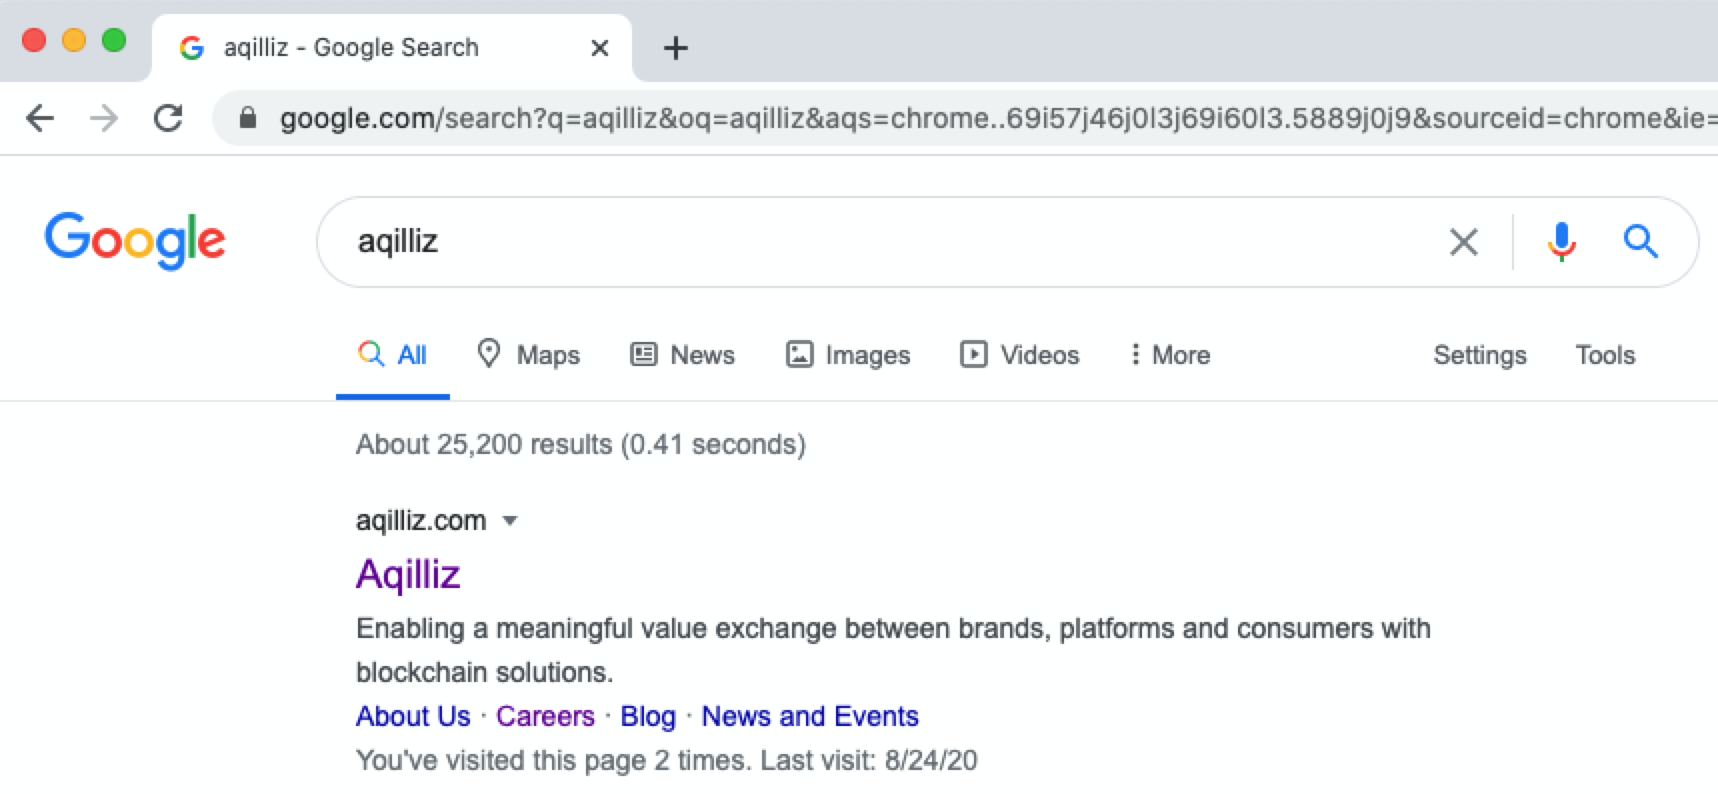 aqilliz - Google Search
google.com/search?q=aqilliz&oq=aqilliz&aqs=chrome..69i57j46j0l3j69i60l3.5889j0j9&sourceid=chrome&ie=
Google aqilliz
All Maps News Images Videos More Settings Tools
About 25,200 results (0.41 seconds)
aqilliz.com
Aqilliz
Enabling a meaningful value exchange between brands, platforms and consumers with
blockchain solutions.
About Us · Careers · Blog · News and Events
You've visited this page 2 times. Last visit: 8/24/20